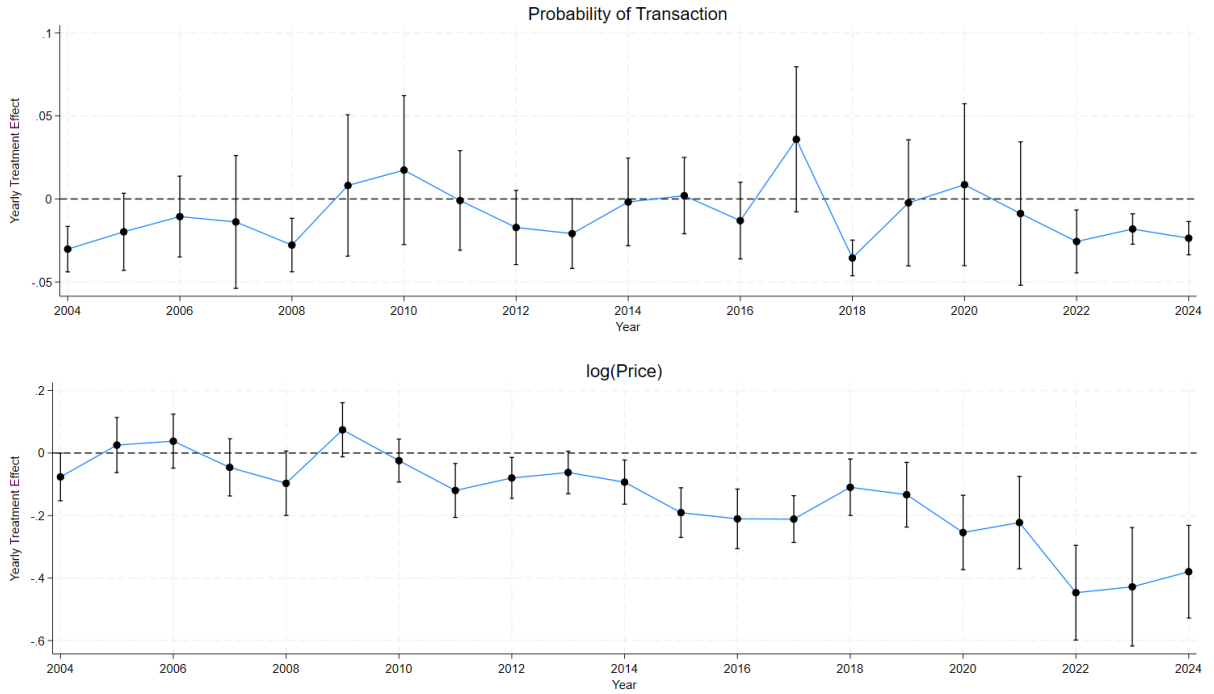 Probability of Transaction
.1
.05
0
-.05
Yearly Treatment Effect
2004 2006 2008 2010 2012 2014 2016 2018 2020 2022 2024
Year
log(Price)
.2
0
-.2
-.4
-.6
Yearly Treatment Effect
2004 2006 2008 2010 2012 2014 2016 2018 2020 2022 2024
Year